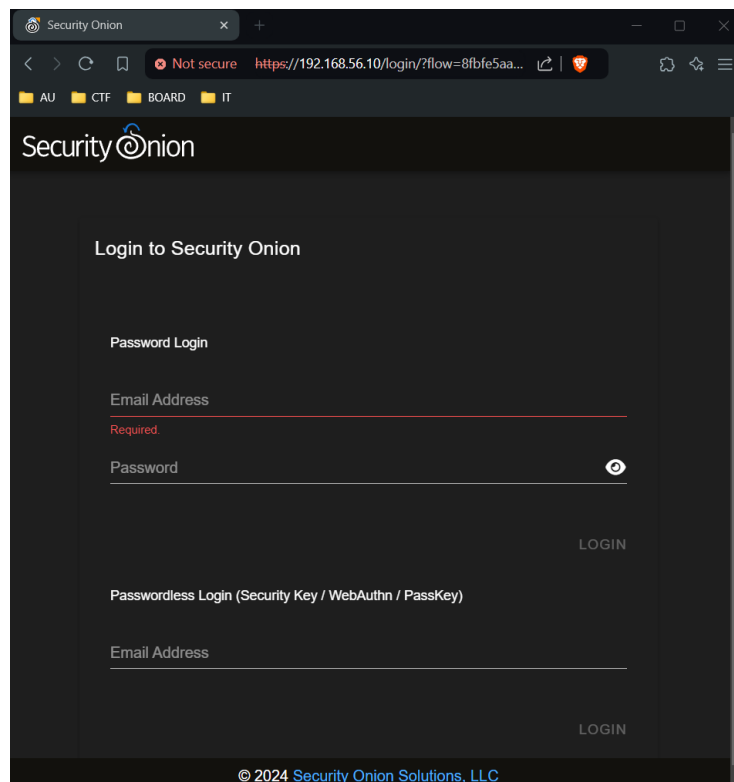 Security Onion
Not secure https://192.168.56.10/login/?flow=8fbfe5aa...
AU CTF BOARD IT
Security Onion
Login to Security Onion
Password Login
Email Address
Required.
Password
LOGIN
Passwordless Login (Security Key / WebAuthn / PassKey)
Email Address
LOGIN
© 2024 Security Onion Solutions, LLC